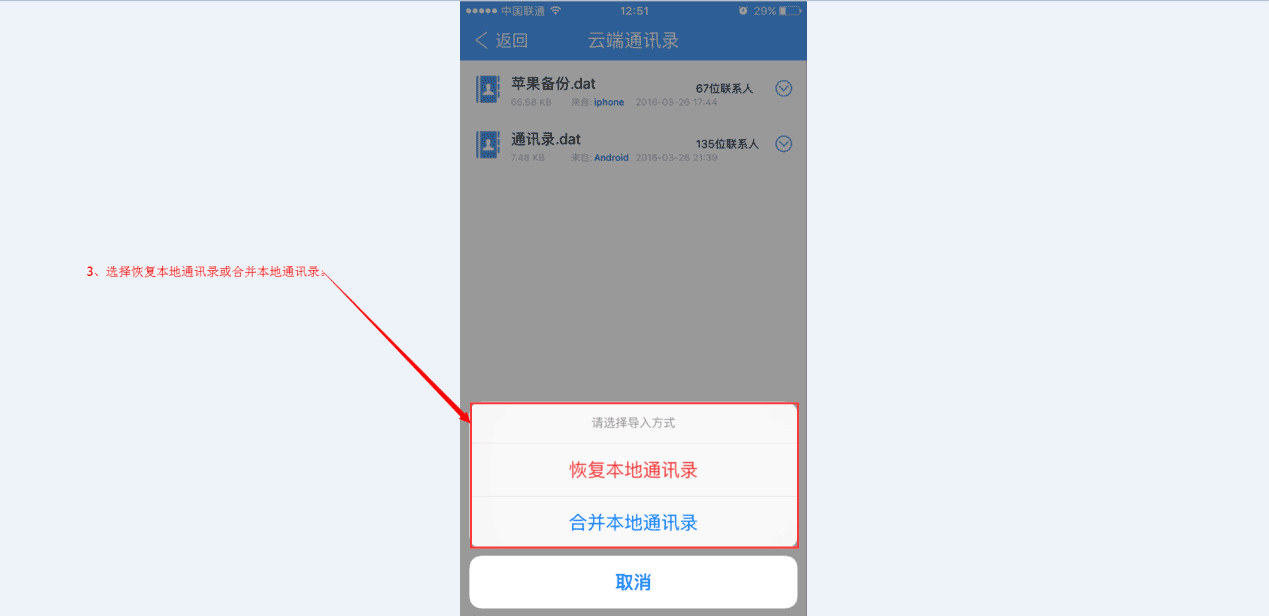 中国联通 12:51 29%
返回 云端通讯录
苹果备份.dat 67位联系人
66.68 KB 来自: iphone 2016-03-26 17:44
通讯录.dat 135位联系人
7.48 KB 来自: Android 2016-03-26 21:39
3、选择恢复本地通讯录或合并本地通讯录。
请选择导入方式
恢复本地通讯录
合并本地通讯录
取消